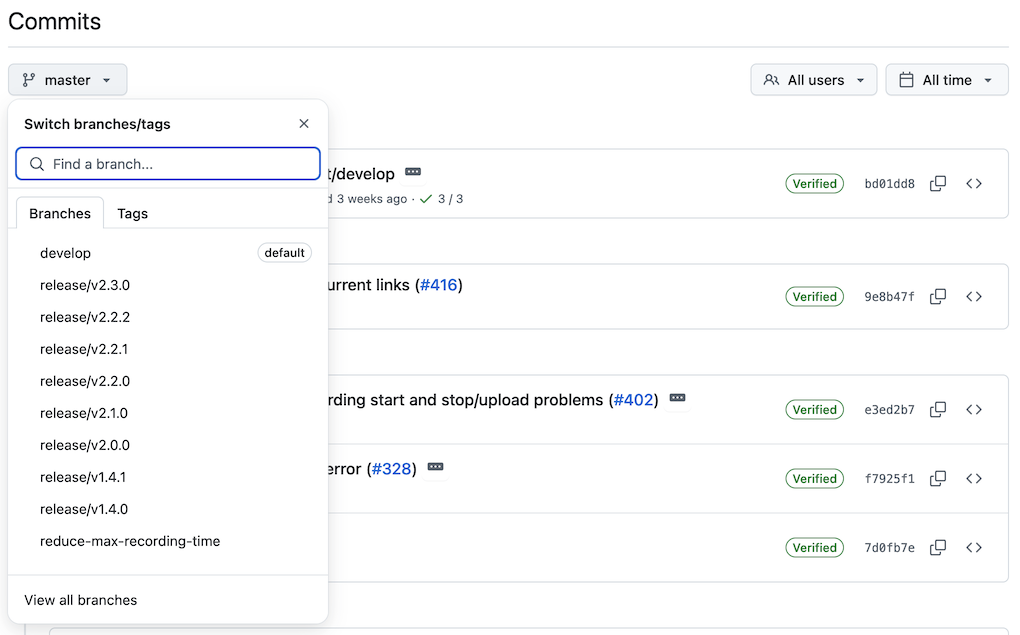 Commits
master
All users
All time
Switch branches/tags
Find a branch...
Branches
Tags
develop
default
release/v2.3.0
release/v2.2.2
release/v2.2.1
release/v2.2.0
release/v2.1.0
release/v2.0.0
release/v1.4.1
release/v1.4.0
reduce-max-recording-time
View all branches
/develop
3 weeks ago · 3 / 3
Verified
bd01dd8
links (#416)
Verified
9e8b47f
start and stop/upload problems (#402)
Verified
e3ed2b7
error (#328)
Verified
f7925f1
Verified
7d0fb7e